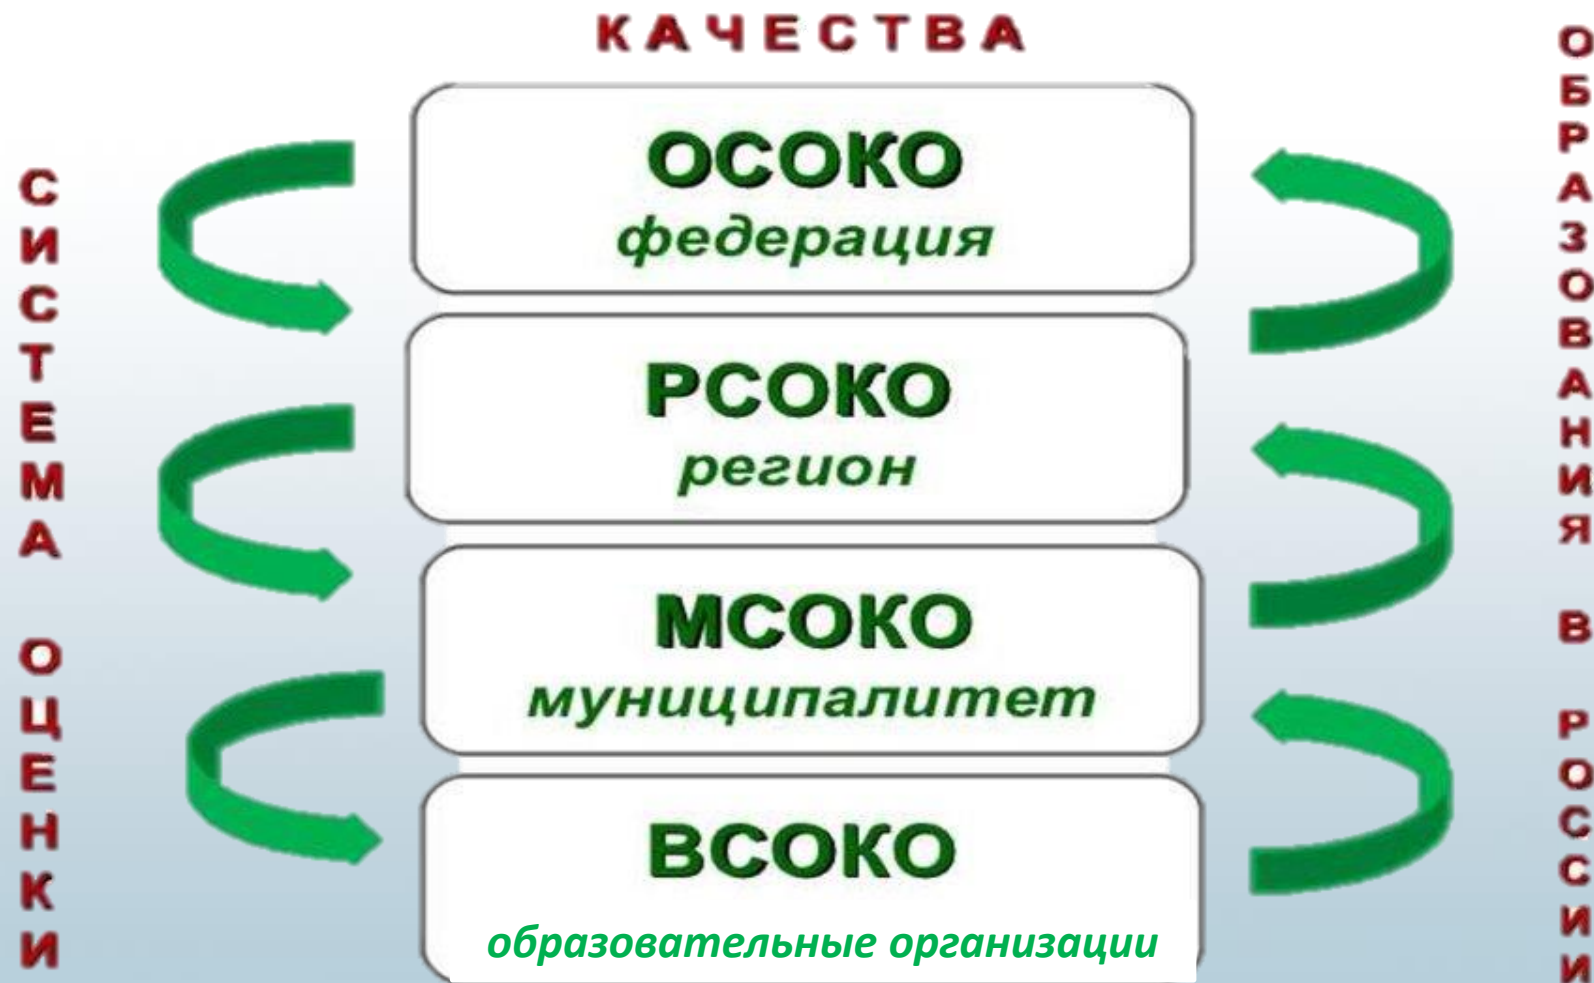 СИСТЕМА ОЦЕНКИ
КАЧЕСТВА
ОБРАЗОВАНИЯ В РОССИИ
ОСОКО
федерация
РСОКО
регион
МСОКО
муниципалитет
ВСОКО
образовательные организации